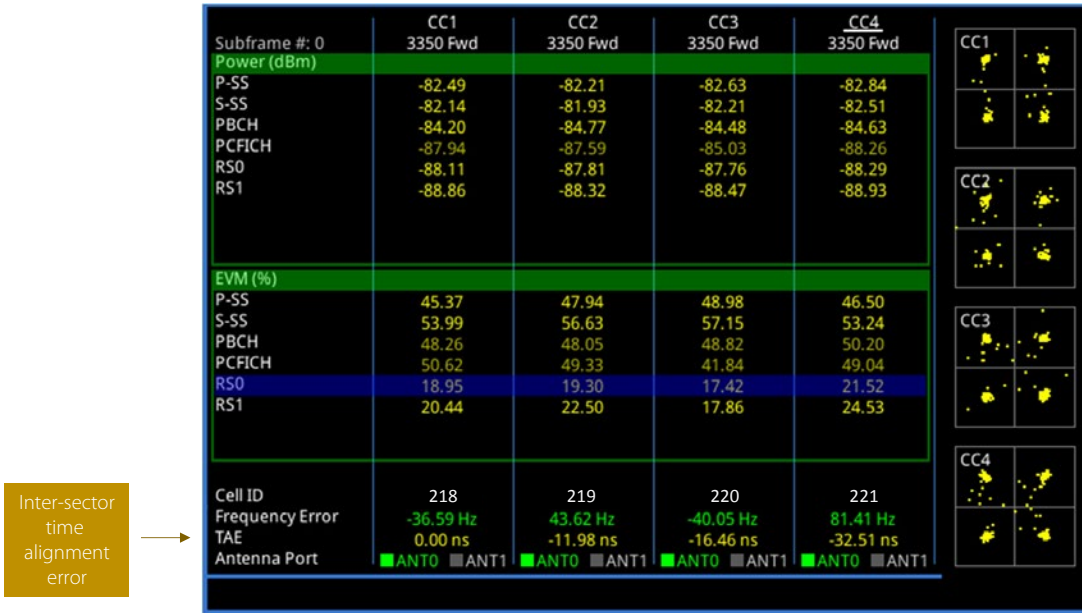 CC1 CC2 CC3 CC4
Subframe #: 0 3350 Fwd 3350 Fwd 3350 Fwd 3350 Fwd
Power (dBm)
P-SS -82.49 -82.21 -82.63 -82.84
S-SS -82.14 -81.93 -82.21 -82.51
PBCH -84.20 -84.77 -84.48 -84.63
PCFICH -87.94 -87.59 -85.03 -88.26
RS0 -88.11 -87.81 -87.76 -88.29
RS1 -88.86 -88.32 -88.47 -88.93
EVM (%)
P-SS 45.37 47.94 48.98 46.50
S-SS 53.99 56.63 57.15 53.24
PBCH 48.26 48.05 48.82 50.20
PCFICH 50.62 49.33 41.84 49.04
RS0 18.95 19.30 17.42 21.52
RS1 20.44 22.50 17.86 24.53
Cell ID 218 219 220 221
Frequency Error -36.59 Hz 43.62 Hz -40.05 Hz 81.41 Hz
TAE 0.00 ns -11.98 ns -16.46 ns -32.51 ns
Antenna Port ANT0 ANT1 ANT0 ANT1 ANT0 ANT1 ANT0 ANT1
CC1
CC2
CC3
CC4
Inter-sector
time
alignment
error